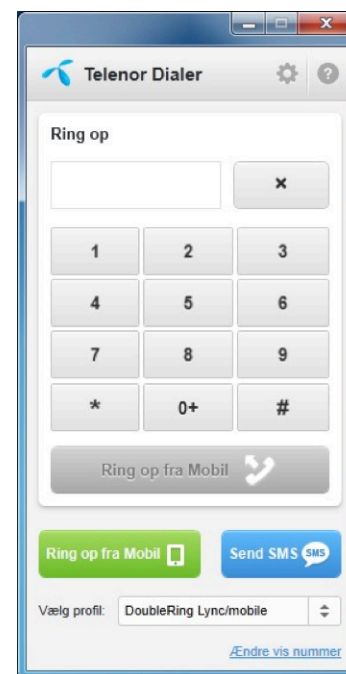 Telenor Dialer
Ring op
1 2 3
4 5 6
7 8 9
* 0+ #
Ring op fra Mobil
Ring op fra Mobil Send SMS SMS
Vælg profil: DoubleRing Lync/mobile
Ændre vis nummer